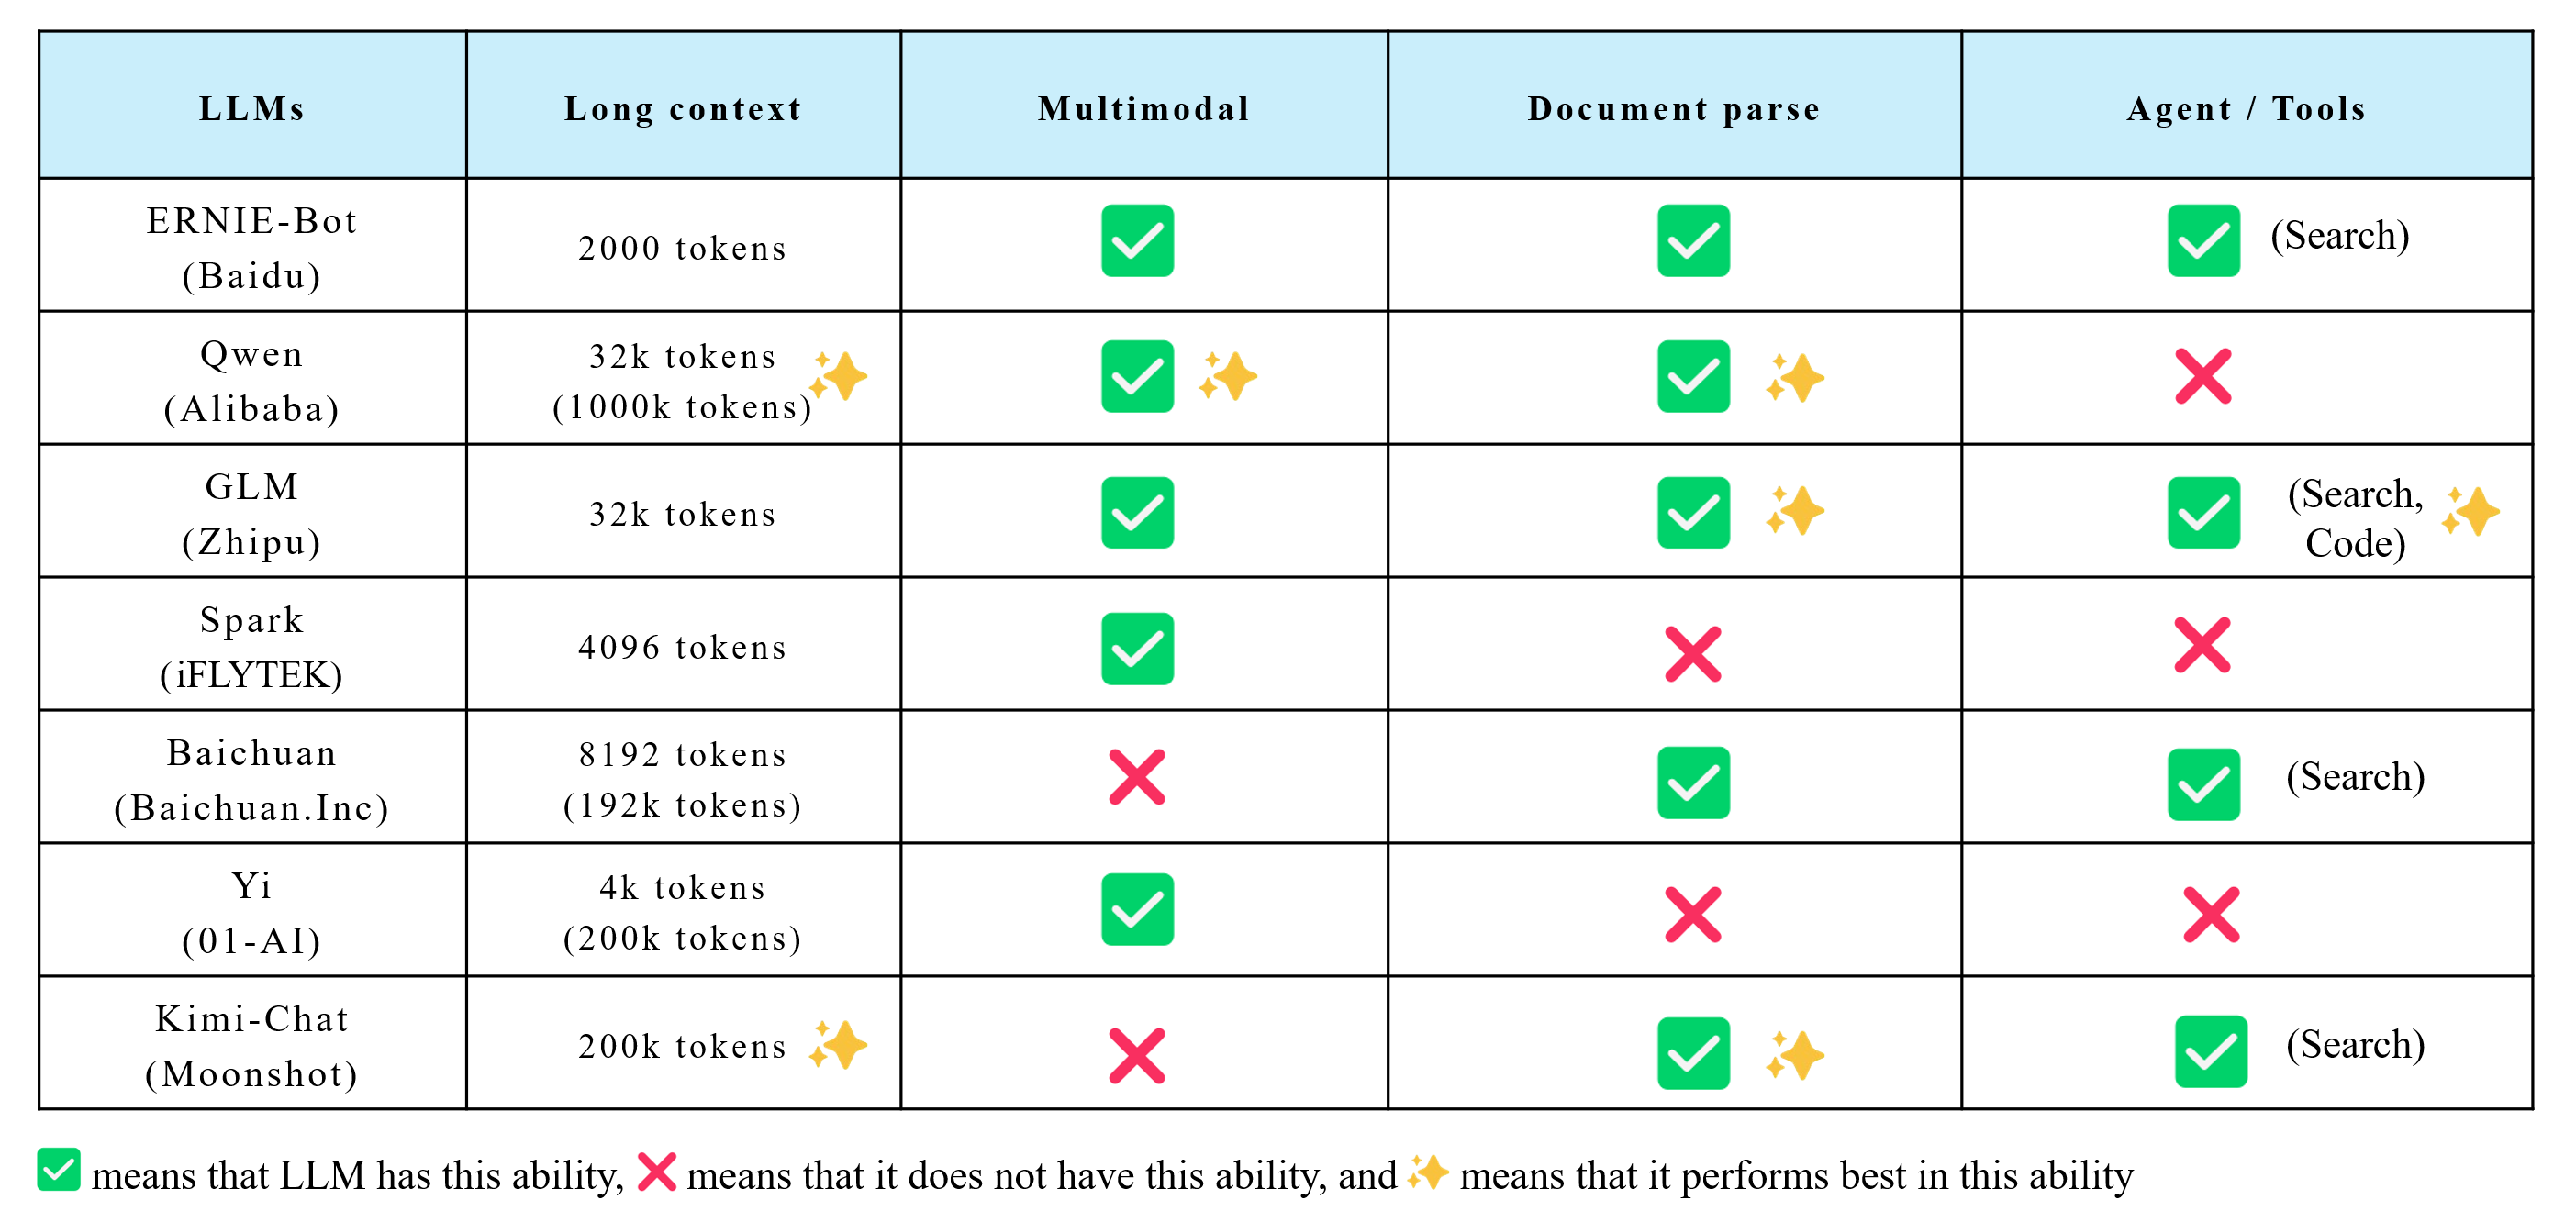 LLMs
Long context
Multimodal
Document parse
Agent / Tools
ERNIE-Bot
(Baidu)
2000 tokens
(Search)
Qwen
(Alibaba)
32k tokens
(1000k tokens)
GLM
(Zhipu)
32k tokens
(Search,
Code)
Spark
(iFLYTEK)
4096 tokens
Baichuan
(Baichuan.Inc)
8192 tokens
(192k tokens)
(Search)
Yi
(01-AI)
4k tokens
(200k tokens)
Kimi-Chat
(Moonshot)
200k tokens
(Search)
means that LLM has this ability, means that it does not have this ability, and means that it performs best in this ability